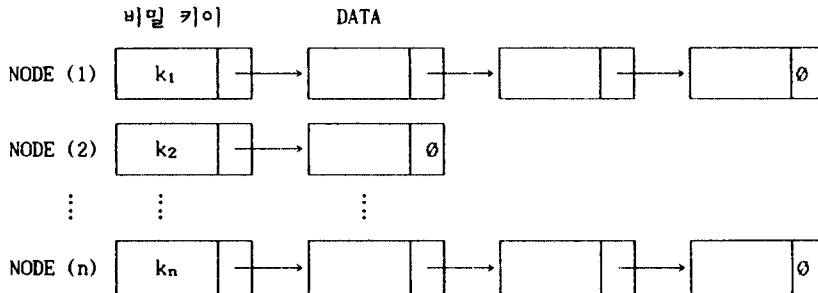 비밀 키이 DATA
NODE (1) k₁ ∅
NODE (2) k₂ ∅
⋮ ⋮ ⋮
NODE (n) kₙ ∅